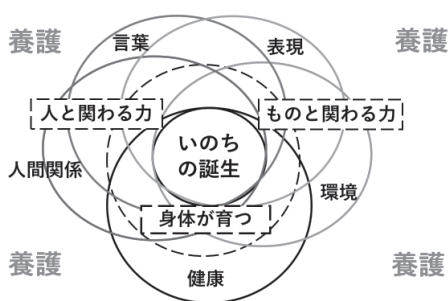 養護
養護
言葉
表現
人と関わる力
ものと関わる力
いのち
の誕生
人間関係
環境
身体が育つ
養護
養護
健康